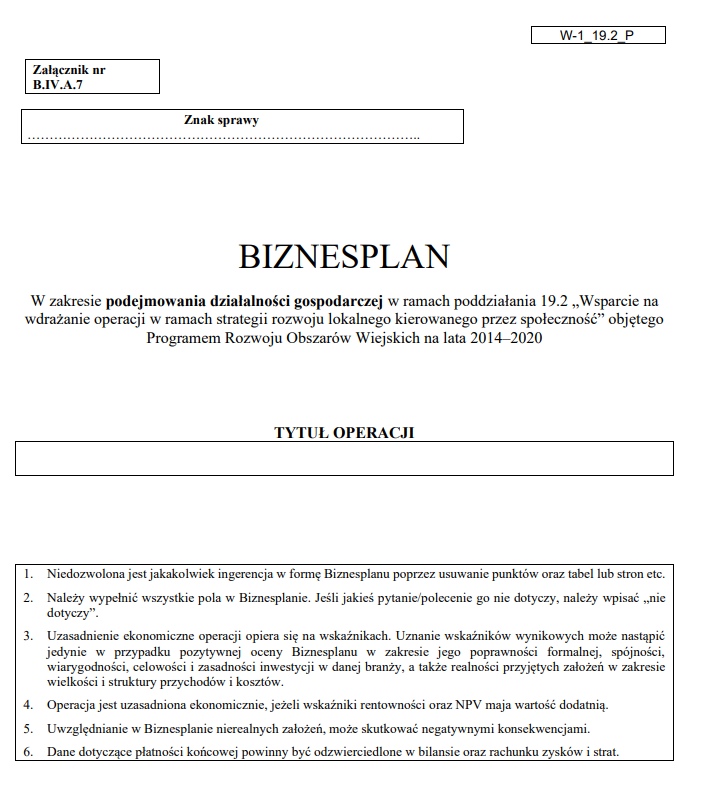 W-1_19.2_P
Załącznik nr
B.IV.A.7
Znak sprawy
…………………………………………………………………………..
BIZNESPLAN
W zakresie podejmowania działalności gospodarczej w ramach poddziałania 19.2 „Wsparcie na
wdrażanie operacji w ramach strategii rozwoju lokalnego kierowanego przez społeczność” objętego
Programem Rozwoju Obszarów Wiejskich na lata 2014–2020
TYTUŁ OPERACJI
1. Niedozwolona jest jakakolwiek ingerencja w formę Biznesplanu poprzez usuwanie punktów oraz tabel lub stron etc.
2. Należy wypełnić wszystkie pola w Biznesplanie. Jeśli jakieś pytanie/polecenie go nie dotyczy, należy wpisać „nie
dotyczy”.
3. Uzasadnienie ekonomiczne operacji opiera się na wskaźnikach. Uznanie wskaźników wynikowych może nastąpić
jedynie w przypadku pozytywnej oceny Biznesplanu w zakresie jego poprawności formalnej, spójności,
wiarygodności, celowości i zasadności inwestycji w danej branży, a także realności przyjętych założeń w zakresie
wielkości i struktury przychodów i kosztów.
4. Operacja jest uzasadniona ekonomicznie, jeżeli wskaźniki rentowności oraz NPV maja wartość dodatnią.
5. Uwzględnianie w Biznesplanie nierealnych założeń, może skutkować negatywnymi konsekwencjami.
6. Dane dotyczące płatności końcowej powinny być odzwierciedlone w bilansie oraz rachunku zysków i strat.